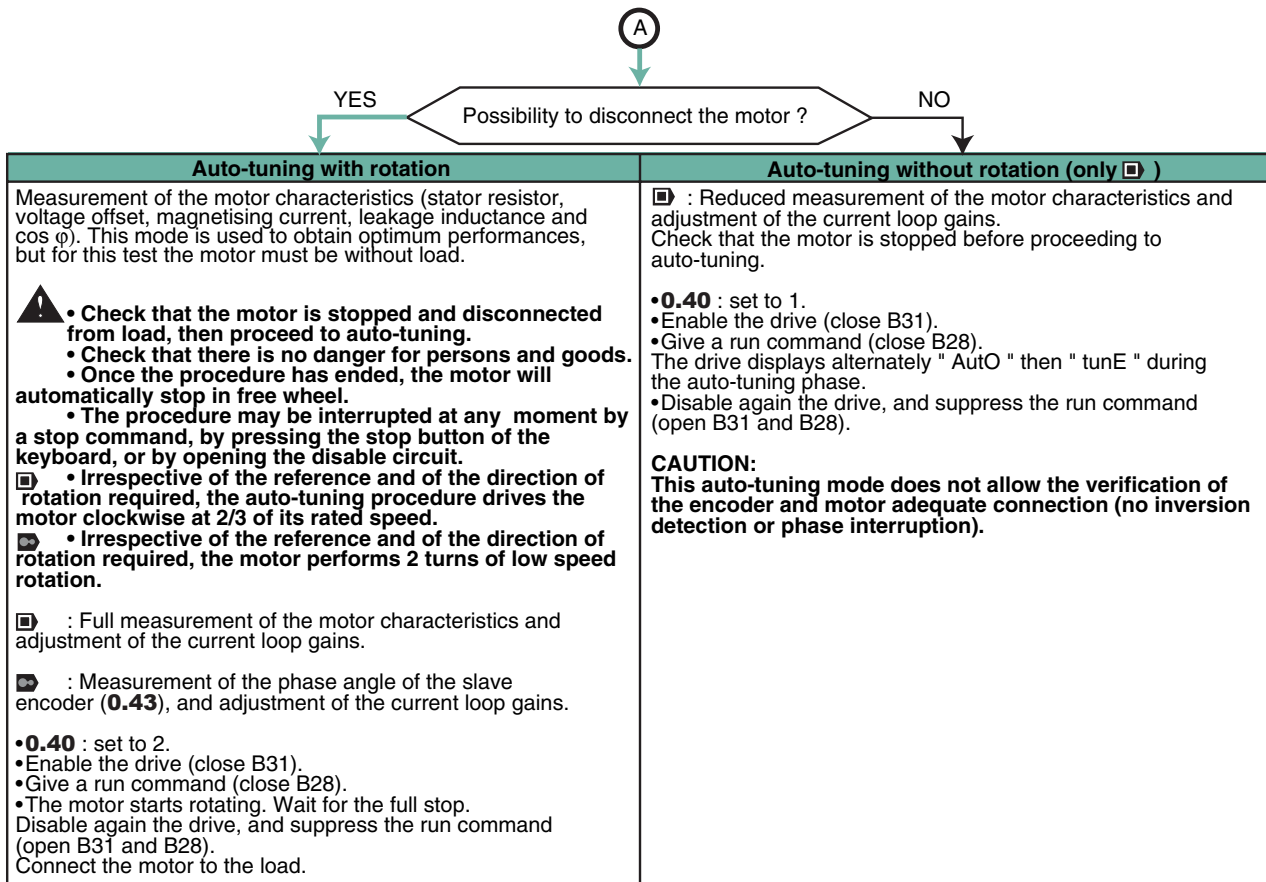 A
YES
Possibility to disconnect the motor ?
NO
Auto-tuning with rotation
Measurement of the motor characteristics (stator resistor,
voltage offset, magnetising current, leakage inductance and
cos φ). This mode is used to obtain optimum performances,
but for this test the motor must be without load.
! • Check that the motor is stopped and disconnected
from load, then proceed to auto-tuning.
• Check that there is no danger for persons and goods.
• Once the procedure has ended, the motor will
automatically stop in free wheel.
• The procedure may be interrupted at any moment by
a stop command, by pressing the stop button of the
keyboard, or by opening the disable circuit.
• Irrespective of the reference and of the direction of
rotation required, the auto-tuning procedure drives the
motor clockwise at 2/3 of its rated speed.
• Irrespective of the reference and of the direction of
rotation required, the motor performs 2 turns of low speed
rotation.
: Full measurement of the motor characteristics and
adjustment of the current loop gains.
: Measurement of the phase angle of the slave
encoder (0.43), and adjustment of the current loop gains.
•0.40 : set to 2.
•Enable the drive (close B31).
•Give a run command (close B28).
•The motor starts rotating. Wait for the full stop.
Disable again the drive, and suppress the run command
(open B31 and B28).
Connect the motor to the load.
Auto-tuning without rotation (only )
: Reduced measurement of the motor characteristics and
adjustment of the current loop gains.
Check that the motor is stopped before proceeding to
auto-tuning.
•0.40 : set to 1.
•Enable the drive (close B31).
•Give a run command (close B28).
The drive displays alternately " AutO " then " tunE " during
the auto-tuning phase.
•Disable again the drive, and suppress the run command
(open B31 and B28).
CAUTION:
This auto-tuning mode does not allow the verification of
the encoder and motor adequate connection (no inversion
detection or phase interruption).